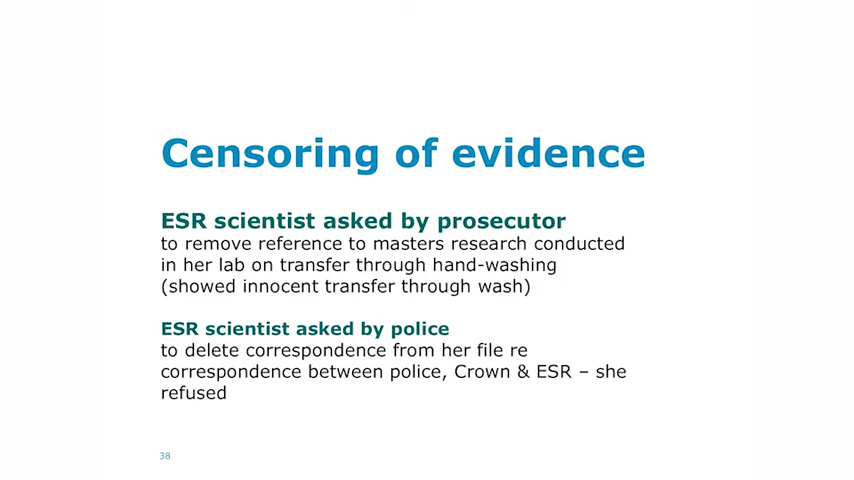 Censoring of evidence
ESR scientist asked by prosecutor
to remove reference to masters research conducted
in her lab on transfer through hand-washing
(showed innocent transfer through wash)
ESR scientist asked by police
to delete correspondence from her file re
correspondence between police, Crown & ESR – she
refused
38